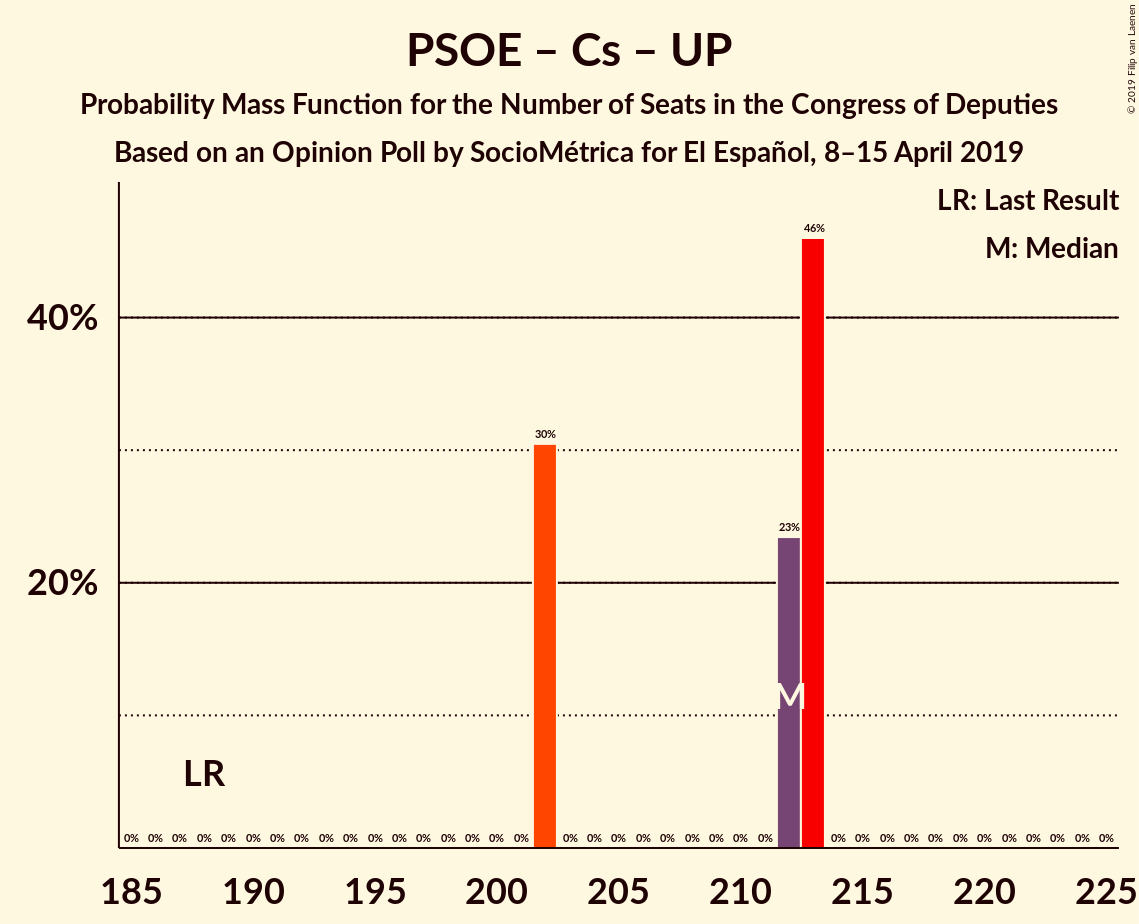 PSOE – Cs – UP
Probability Mass Function for the Number of Seats in the Congress of Deputies
Based on an Opinion Poll by SocioMétrica for El Español, 8–15 April 2019
© 2019 Filip van Laenen
LR: Last Result
M: Median
46%
40%
30%
23%
20%
M
LR
0% 0% 0% 0% 0% 0% 0% 0% 0% 0% 0% 0% 0% 0% 0% 0% 0% 0% 0% 0% 0% 0% 0% 0% 0% 0% 0% 0% 0% 0% 0% 0% 0% 0% 0% 0% 0% 0%
185 190 195 200 205 210 215 220 225